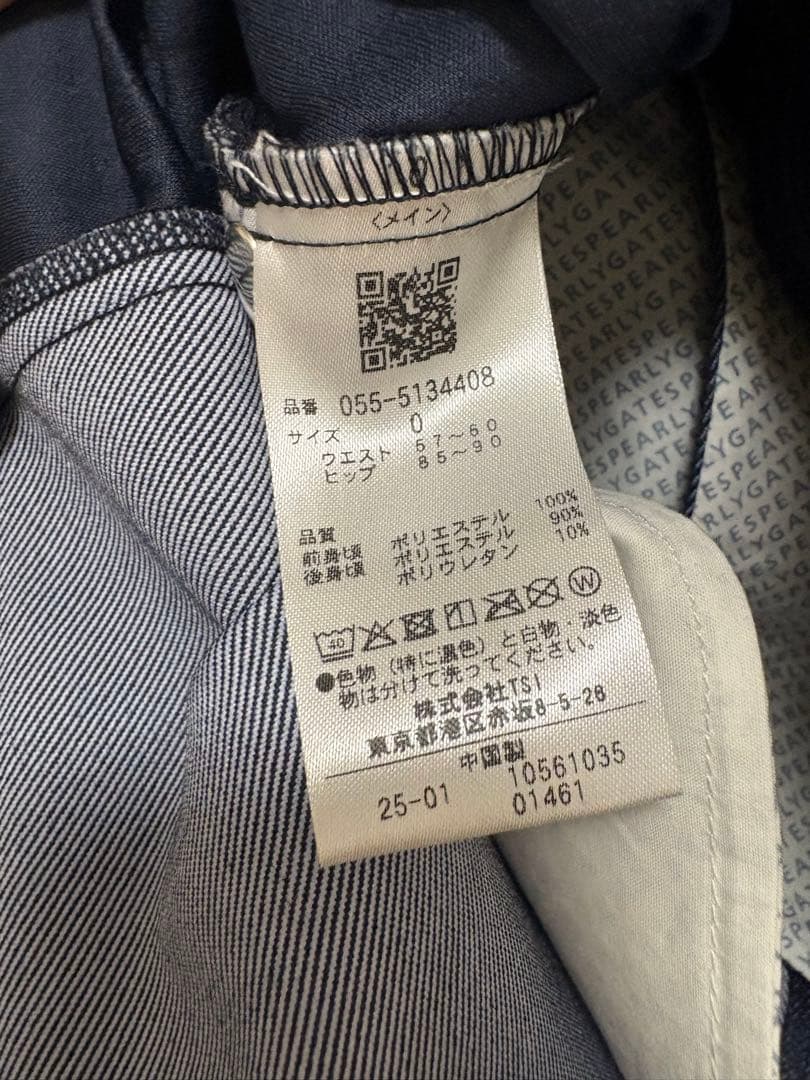 〈メイン〉
品番 055-5134408
サイズ 0
ウエスト 57～60
ヒップ 85～90
品質
前身頃 ポリエステル 100%
後身頃 ポリエステル 90%
ポリウレタン 10%
40 W
●色物（特に濃色）と白物・淡色
物は分けて洗ってください。
株式会社TSI
東京都港区赤坂8-5-28
中国製
25-01 10561035
01461
PEARLYGATESPEARLYGATESPEARLYGATES